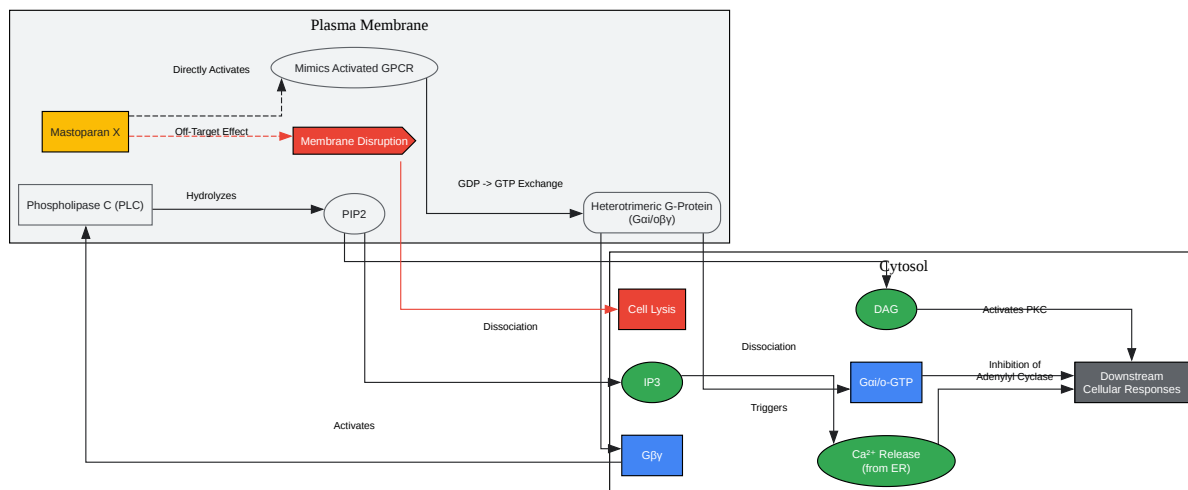 Plasma Membrane
Directly Activates
Mimics Activated GPCR
Mastoparan X
Off-Target Effect
Membrane Disruption
Phospholipase C (PLC)
Hydrolyzes
PIP2
GDP -> GTP Exchange
Heterotrimeric G-Protein
(Gαi/oβγ)
Cytosol
Cell Lysis
DAG
Activates PKC
Dissociation
Dissociation
IP3
Gαi/o-GTP
Inhibition of
Adenylyl Cyclase
Downstream
Cellular Responses
Triggers
Activates
Gβγ
Ca²⁺ Release
(from ER)